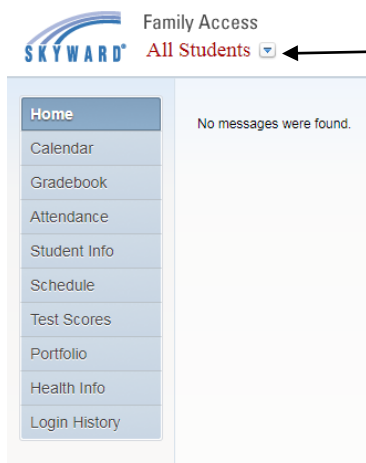 Family Access
SKYWARD®
All Students
Home
No messages were found.
Calendar
Gradebook
Attendance
Student Info
Schedule
Test Scores
Portfolio
Health Info
Login History